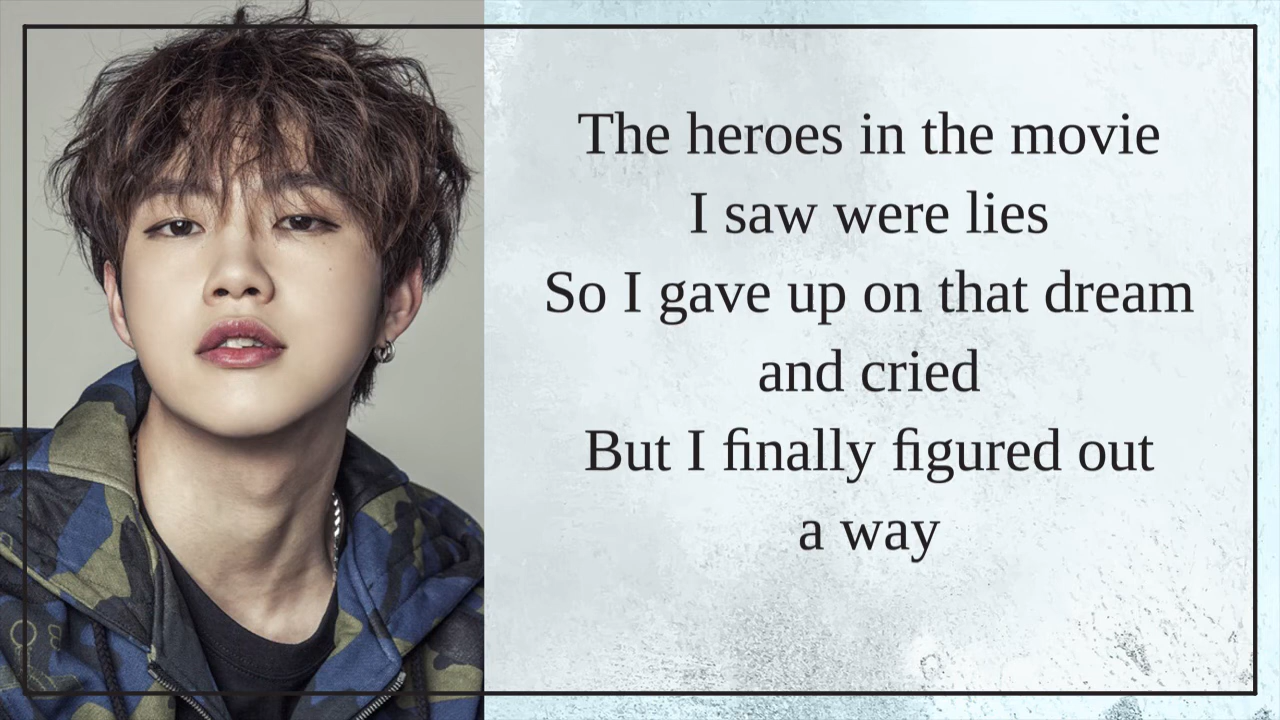 The heroes in the movie
I saw were lies
So I gave up on that dream
and cried
But I finally figured out
a way